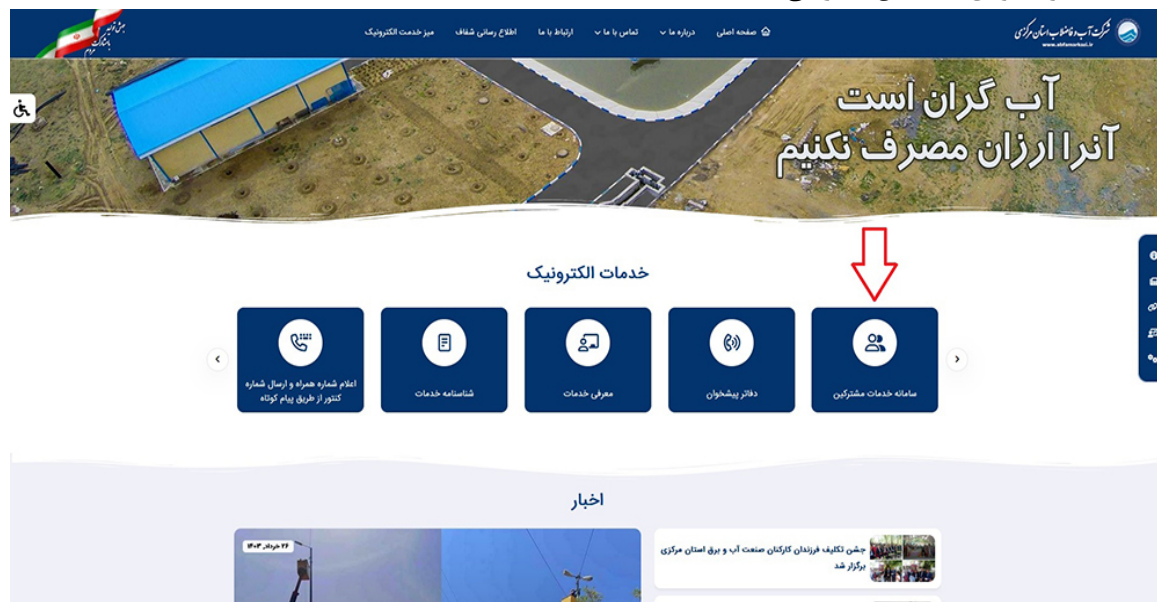 شرکت آب و فاضلاب استان مرکزی
www.abfamarkazi.ir
صفحه اصلی
درباره ما
تماس با ما
ارتباط با ما
اطلاع رسانی شفاف
میز خدمت الکترونیک
آب گران است
آنرا ارزان مصرف نکنیم
خدمات الکترونیک
سامانه خدمات مشترکین
دفاتر پیشخوان
معرفی خدمات
شناسنامه خدمات
اعلام شماره همراه و ارسال شماره
کنتور از طریق پیام کوتاه
اخبار
جشن تکلیف فرزندان کارکنان صنعت آب و برق استان مرکزی
برگزار شد
۲۶ خرداد, ۱۴۰۳